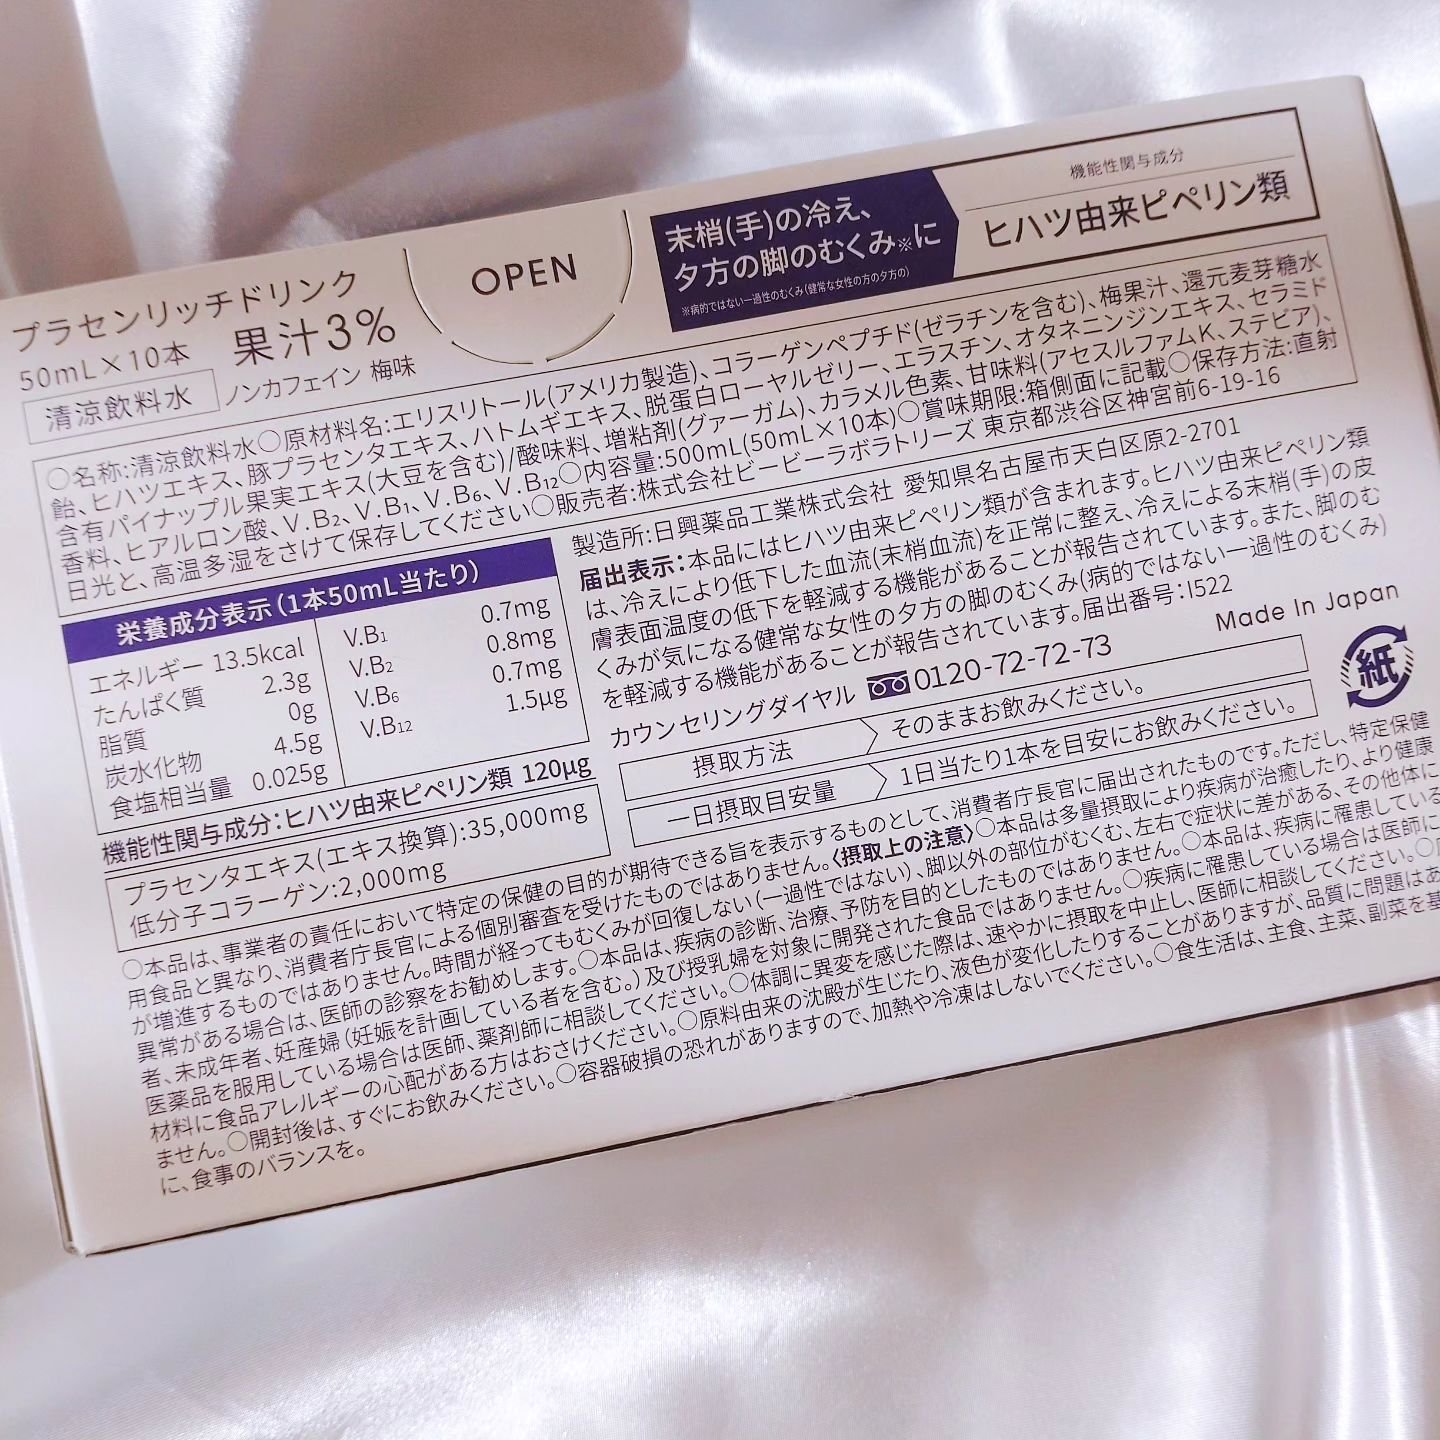 プラセンリッチドリンク
50mL×10本 果汁3%
清涼飲料水 ノンカフェイン 梅味
OPEN
末梢(手)の冷え、
夕方の脚のむくみ※に
※病的ではない一過性のむくみ(健常な女性の方の夕方の)
機能性関与成分
ヒハツ由来ピペリン類
○名称:清涼飲料水○原材料名:エリスリトール(アメリカ製造)、コラーゲンペプチド(ゼラチンを含む)、梅果汁、還元麦芽糖水
飴、ヒハツエキス、豚プラセンタエキス、ハトムギエキス、脱蛋白ローヤルゼリー、エラスチン、オタネニンジンエキス、セラミド
含有パイナップル果実エキス(大豆を含む)/酸味料、増粘剤(グァーガム)、カラメル色素、甘味料(アセスルファムK、ステビア)、
香料、ヒアルロン酸、V.B2、V.B1、V.B6、V.B12○内容量:500mL(50mL×10本)○賞味期限:箱側面に記載○保存方法:直射
日光と、高温多湿をさけて保存してください○販売者:株式会社ビービーラボラトリーズ 東京都渋谷区神宮前6-19-16
製造所:日興薬品工業株式会社 愛知県名古屋市天白区原2-2701
栄養成分表示(1本50mL当たり)
エネルギー 13.5kcal
たんぱく質 2.3g
脂質 0g
炭水化物 4.5g
食塩相当量 0.025g
V.B1 0.7mg
V.B2 0.8mg
V.B6 0.7mg
V.B12 1.5μg
機能性関与成分:ヒハツ由来ピペリン類 120μg
プラセンタエキス(エキス換算):35,000mg
低分子コラーゲン:2,000mg
届出表示:本品にはヒハツ由来ピペリン類が含まれます。ヒハツ由来ピペリン類
は、冷えにより低下した血流(末梢血流)を正常に整え、冷えによる末梢(手)の皮
膚表面温度の低下を軽減する機能があることが報告されています。また、脚のむ
くみが気になる健常な女性の夕方の脚のむくみ(病的ではない一過性のむくみ)
を軽減する機能があることが報告されています。届出番号:I522
カウンセリングダイヤル 0120-72-72-73
Made In Japan
紙
摂取方法 そのままお飲みください。
一日摂取目安量 1日当たり1本を目安にお飲みください。
○本品は、事業者の責任において特定の保健の目的が期待できる旨を表示するものとして、消費者庁長官に届出されたものです。ただし、特定保健
用食品と異なり、消費者庁長官による個別審査を受けたものではありません。〈摂取上の注意〉○本品は多量摂取により疾病が治癒したり、より健康
が増進するものではありません。時間が経ってもむくみが回復しない(一過性ではない)、脚以外の部位がむくむ、左右で症状に差がある、その他体に
異常がある場合は、医師の診察をお勧めします。○本品は、疾病の診断、治療、予防を目的としたものではありません。○本品は、疾病に罹患している
者、未成年者、妊産婦(妊娠を計画している者を含む。)及び授乳婦を対象に開発された食品ではありません。○疾病に罹患している場合は医師に、
医薬品を服用している場合は医師、薬剤師に相談してください。○体調に異変を感じた際は、速やかに摂取を中止し、医師に相談してください。○
材料に食品アレルギーの心配がある方はおさけください。○原料由来の沈殿が生じたり、液色が変化したりすることがありますが、品質に問題はあ
ません。○開封後は、すぐにお飲みください。○容器破損の恐れがありますので、加熱や冷凍はしないでください。○食生活は、主食、主菜、副菜を基
に、食事のバランスを。